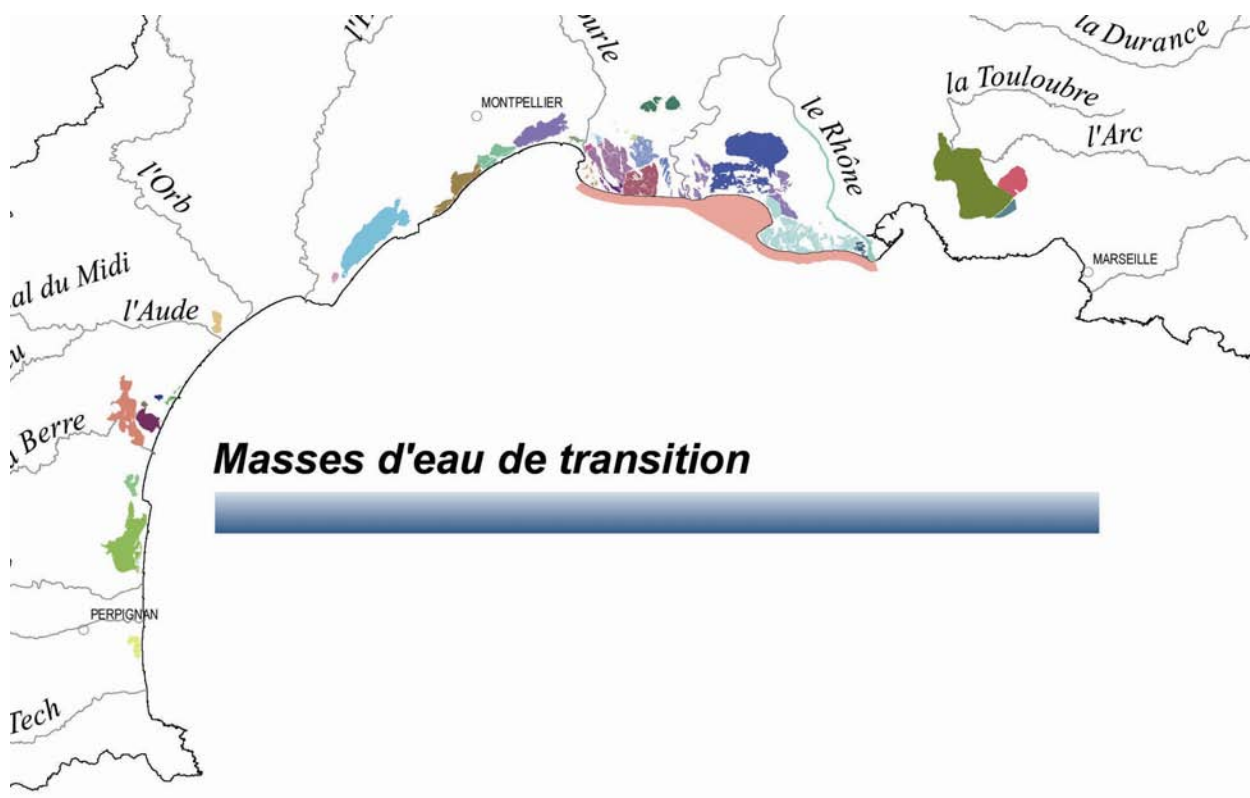 la Durance
la Touloubre
MONTPELLIER
le Rhône
l'Arc
l'Orb
MARSEILLE
al du Midi
l'Aude
Berre
Masses d'eau de transition
PERPIGNAN
Tech